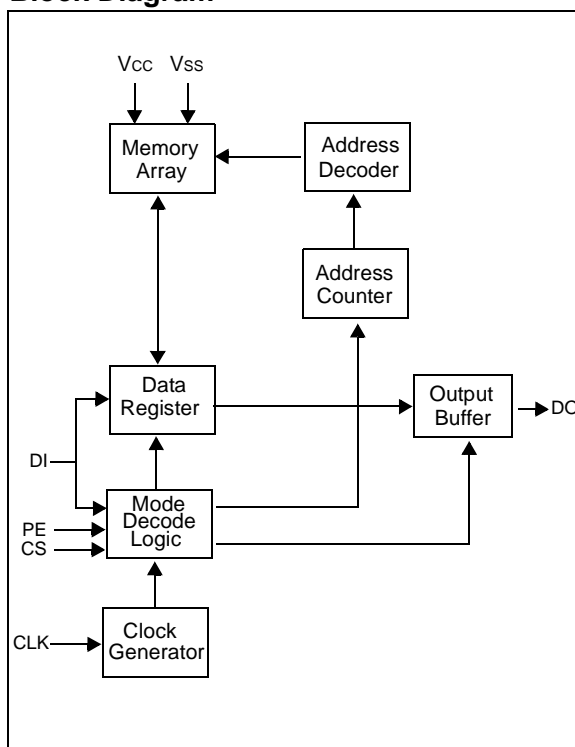 Block Diagram
VCC VSS
Memory
Array
Address
Decoder
Address
Counter
Data
Register
Output
Buffer
DO
DI
Mode
Decode
Logic
PE
CS
CLK
Clock
Generator